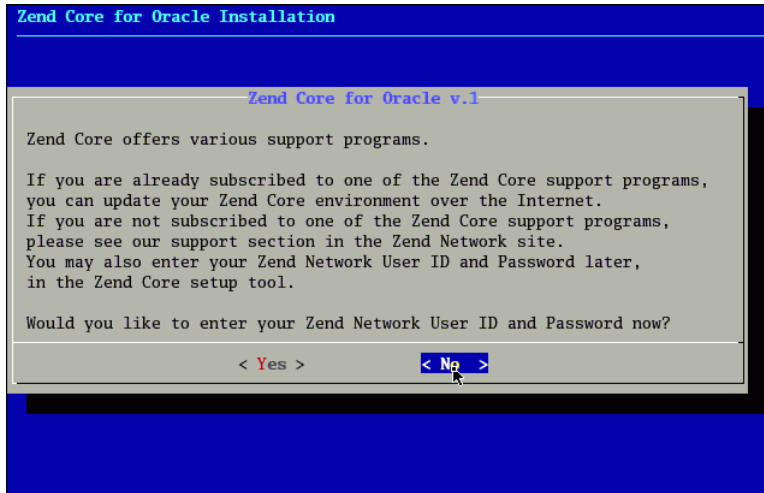 Zend Core for Oracle Installation
Zend Core for Oracle v.1
Zend Core offers various support programs.
If you are already subscribed to one of the Zend Core support programs,
you can update your Zend Core environment over the Internet.
If you are not subscribed to one of the Zend Core support programs,
please see our support section in the Zend Network site.
You may also enter your Zend Network User ID and Password later,
in the Zend Core setup tool.
Would you like to enter your Zend Network User ID and Password now?
< Yes > < No >